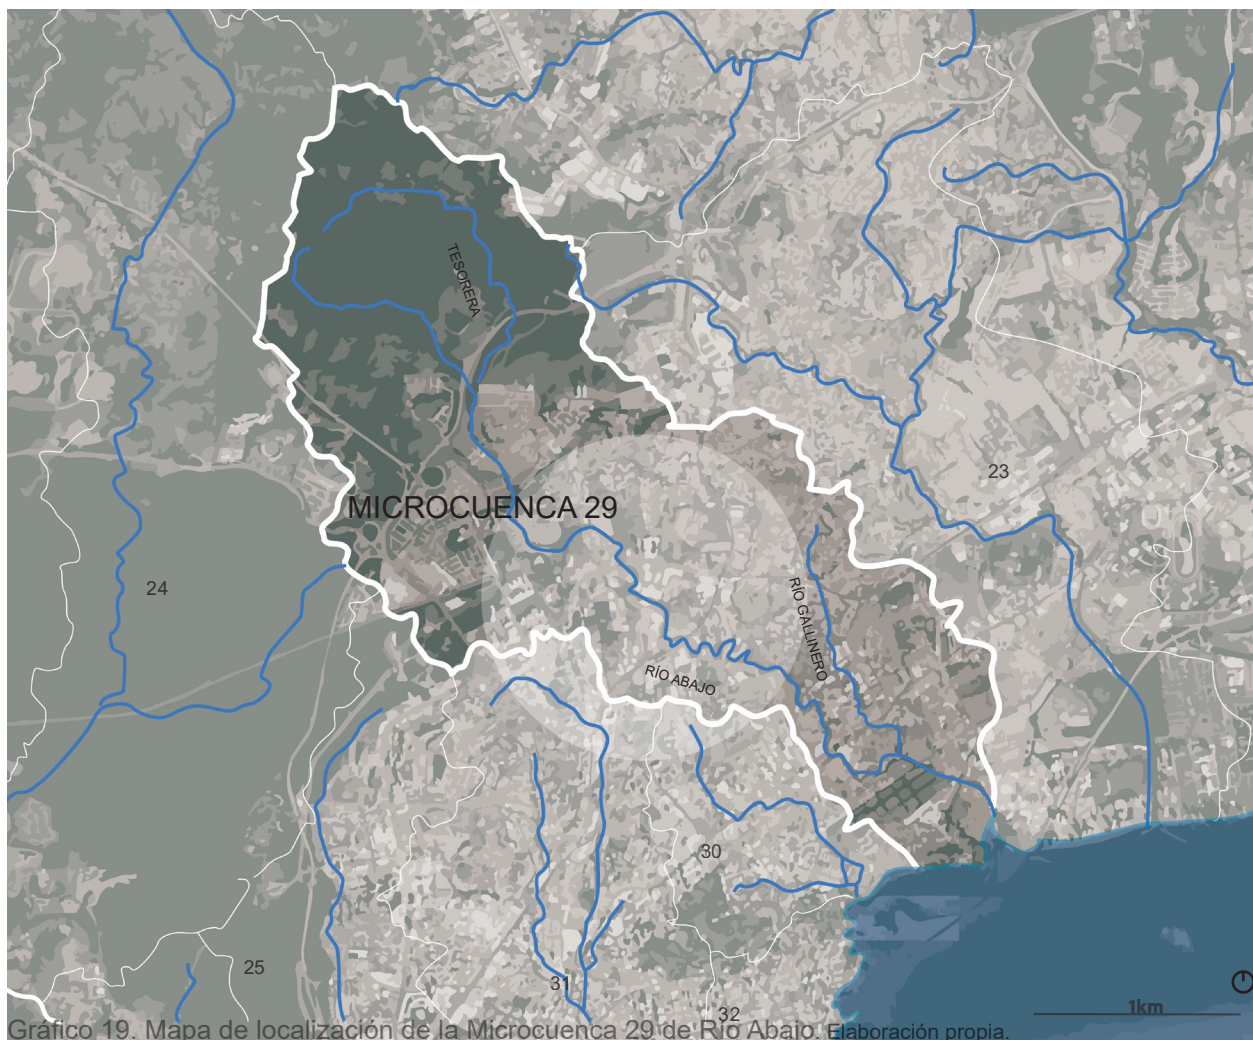 TESORERA
23
MICROCUENCA 29
24
RÍO GALLINERO
RÍO ABAJO
30
25
31
1km
32
Gráfico 19. Mapa de localización de la Microcuenca 29 de Río Abajo. Elaboración propia.